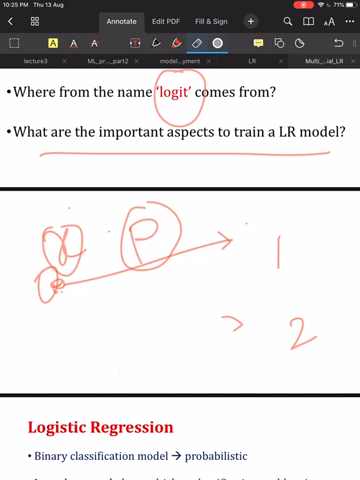 10:25 PM Thu 13 Aug
71%
Annotate Edit PDF Fill & Sign
AA
A A T
lecture3 ML_pr..._part2 model...yment LR Multi_...ial_LR
•Where from the name ‘logit’ comes from?
•What are the important aspects to train a LR model?
P
1
2
Logistic Regression
• Binary classification model → probabilistic